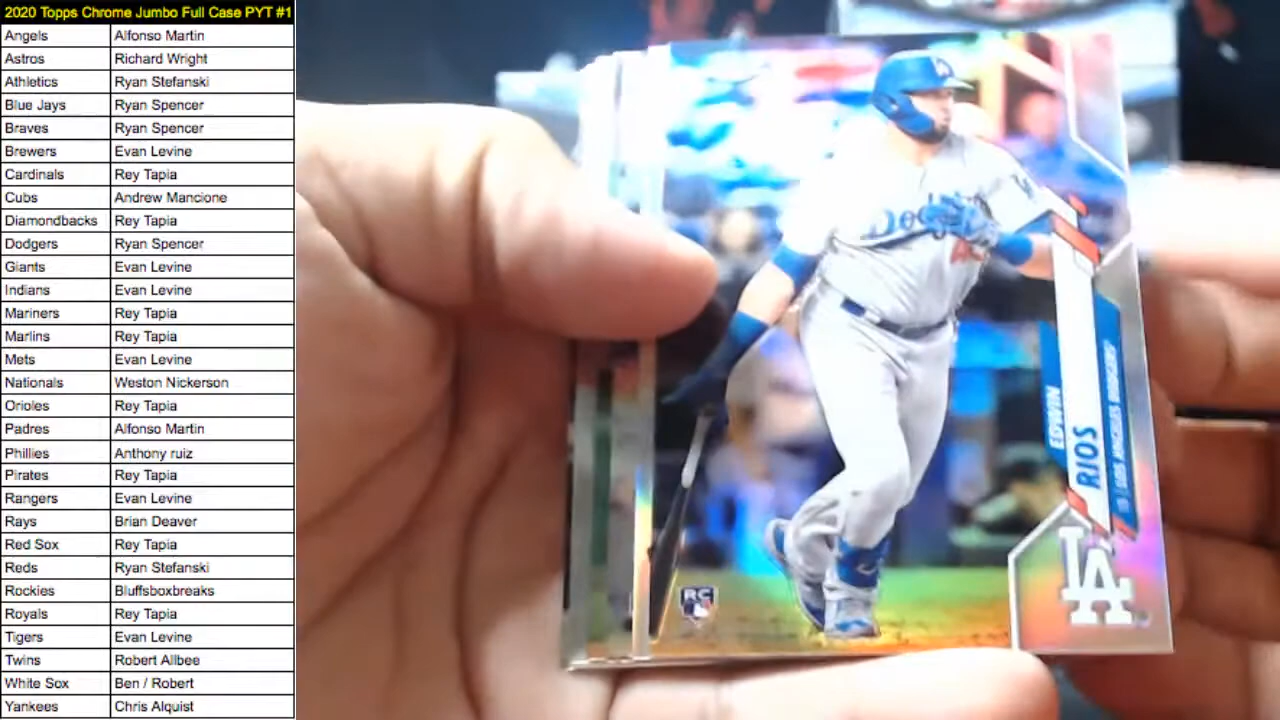 2020 Topps Chrome Jumbo Full Case PYT #1
Angels Alfonso Martin
Astros Richard Wright
Athletics Ryan Stefanski
Blue Jays Ryan Spencer
Braves Ryan Spencer
Brewers Evan Levine
Cardinals Rey Tapia
Cubs Andrew Mancione
Diamondbacks Rey Tapia
Dodgers Ryan Spencer
Giants Evan Levine
Indians Evan Levine
Mariners Rey Tapia
Marlins Rey Tapia
Mets Evan Levine
Nationals Weston Nickerson
Orioles Rey Tapia
Padres Alfonso Martin
Phillies Anthony ruiz
Pirates Rey Tapia
Rangers Evan Levine
Rays Brian Deaver
Red Sox Rey Tapia
Reds Ryan Stefanski
Rockies Bluffsboxbreaks
Royals Rey Tapia
Tigers Evan Levine
Twins Robert Allbee
White Sox Ben / Robert
Yankees Chris Alquist
LA
Dodgers
EDWIN
RIOS
LOS ANGELES DODGERS
RC
LA